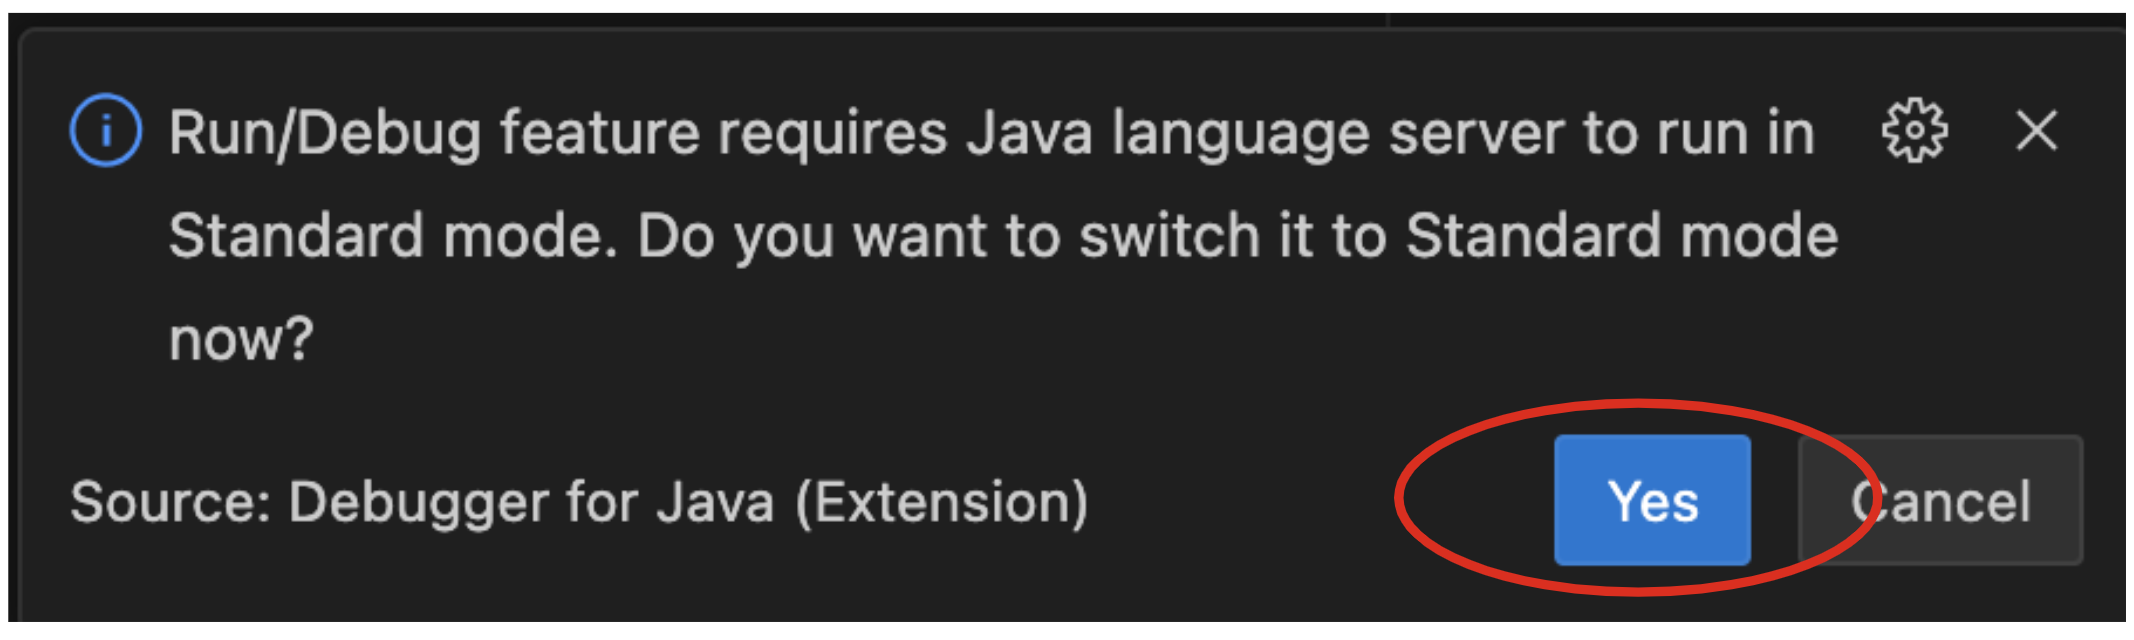 Run/Debug feature requires Java language server to run in
Standard mode. Do you want to switch it to Standard mode
now?
Source: Debugger for Java (Extension)
Yes
Cancel